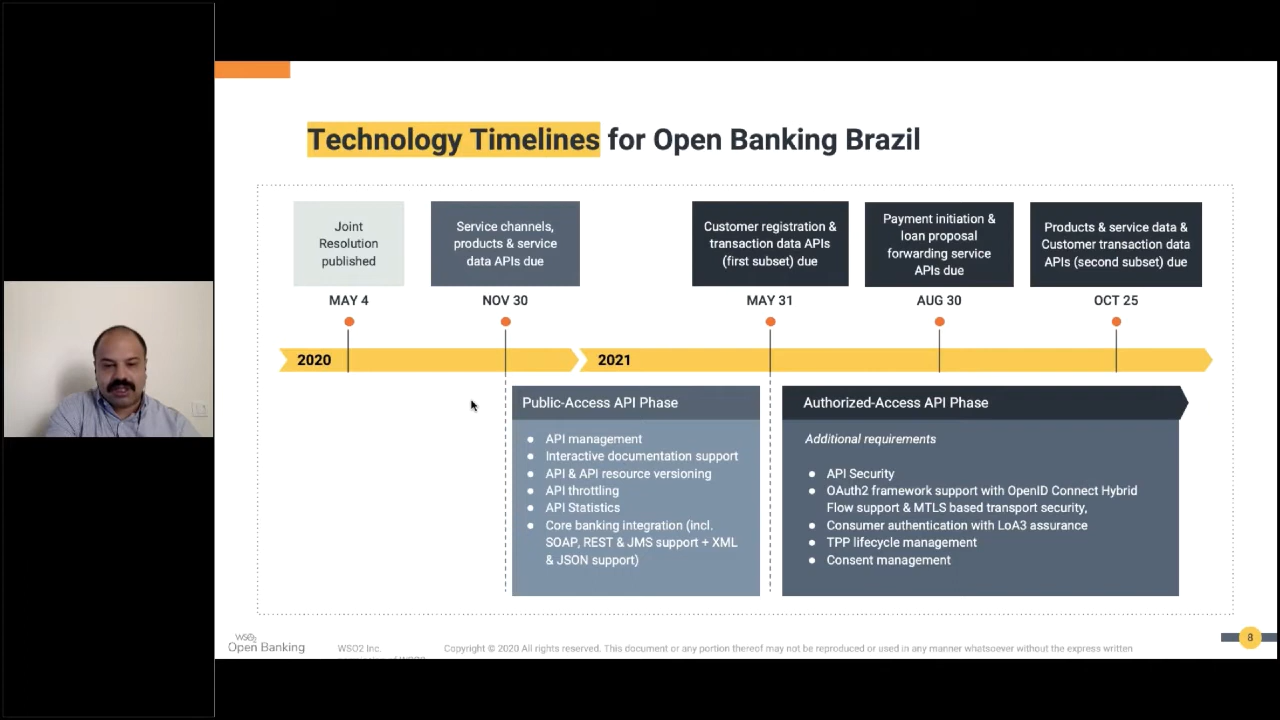 Technology Timelines for Open Banking Brazil
Joint
Resolution
published
MAY 4
Service channels,
products & service
data APIs due
NOV 30
Customer registration &
transaction data APIs
(first subset) due
MAY 31
Payment initiation &
loan proposal
forwarding service
APIs due
AUG 30
Products & service data &
Customer transaction data
APIs (second subset) due
OCT 25
2020
2021
Public-Access API Phase
● API management
● Interactive documentation support
● API & API resource versioning
● API throttling
● API Statistics
● Core banking integration (incl.
SOAP, REST & JMS support + XML
& JSON support)
Authorized-Access API Phase
Additional requirements
● API Security
● OAuth2 framework support with OpenID Connect Hybrid
Flow support & MTLS based transport security,
● Consumer authentication with LoA3 assurance
● TPP lifecycle management
● Consent management
WSO2
Open Banking
WSO2 Inc.
Copyright © 2020 All rights reserved. This document or any portion thereof may not be reproduced or used in any manner whatsoever without the express written
8